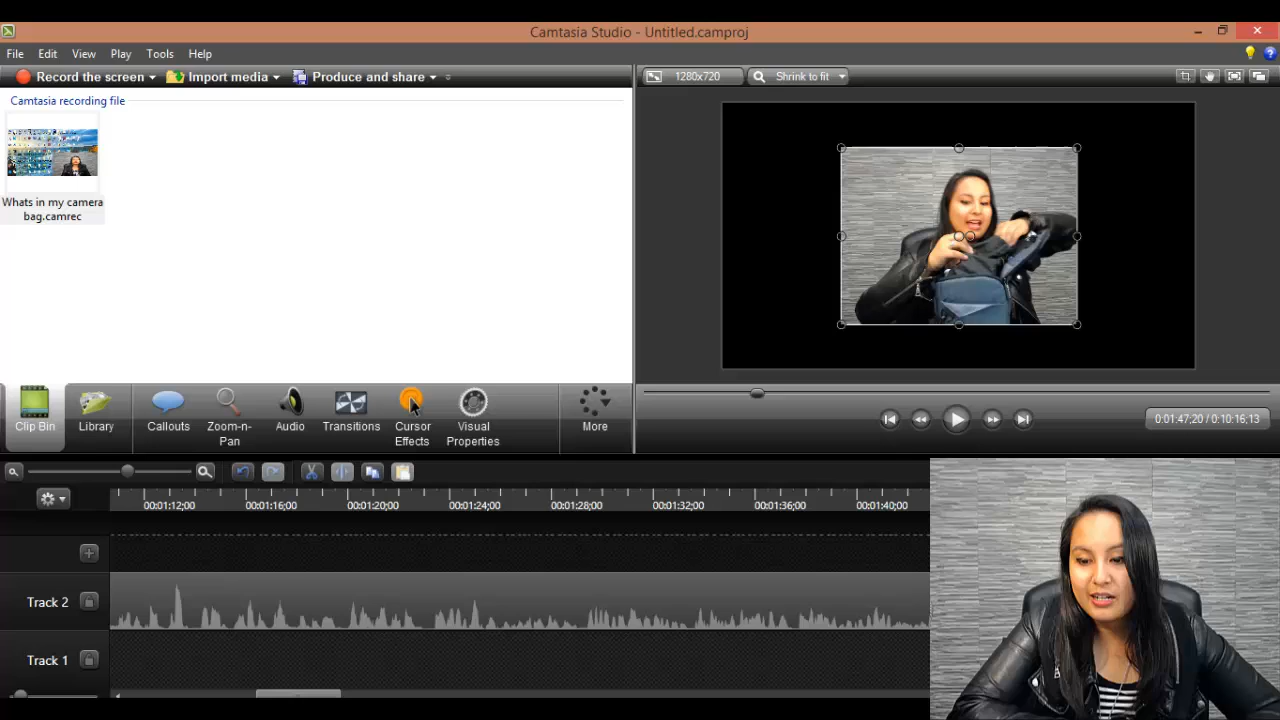 Camtasia Studio - Untitled.camproj
File Edit View Play Tools Help
Record the screen Import media Produce and share
1280x720 Shrink to fit
Camtasia recording file
Whats in my camera
bag.camrec
Clip Bin Library Callouts Zoom-n-
Pan Audio Transitions Cursor
Effects Visual
Properties More
0:01:47;20 / 0:10:16;13
00:01:12;00 00:01:16;00 00:01:20;00 00:01:24;00 00:01:28;00 00:01:32;00 00:01:36;00 00:01:40;00
Track 2
Track 1